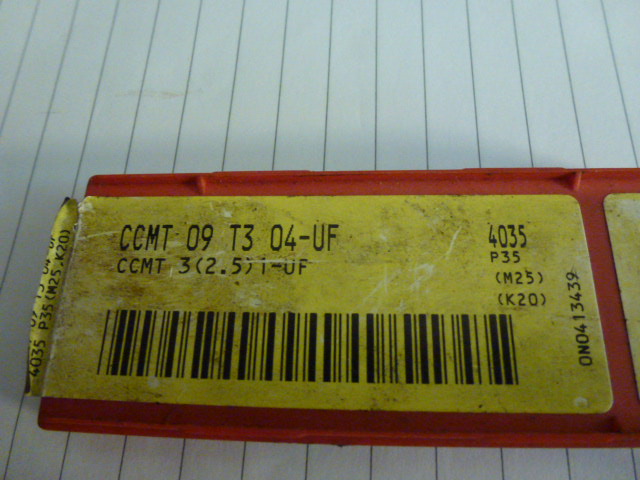 CCMT 09 T3 04-UF
CCMT 3(2.5)1-UF
4035
P35
(M25)
(K20)
0N0413439
4035
P35(M25,K20)